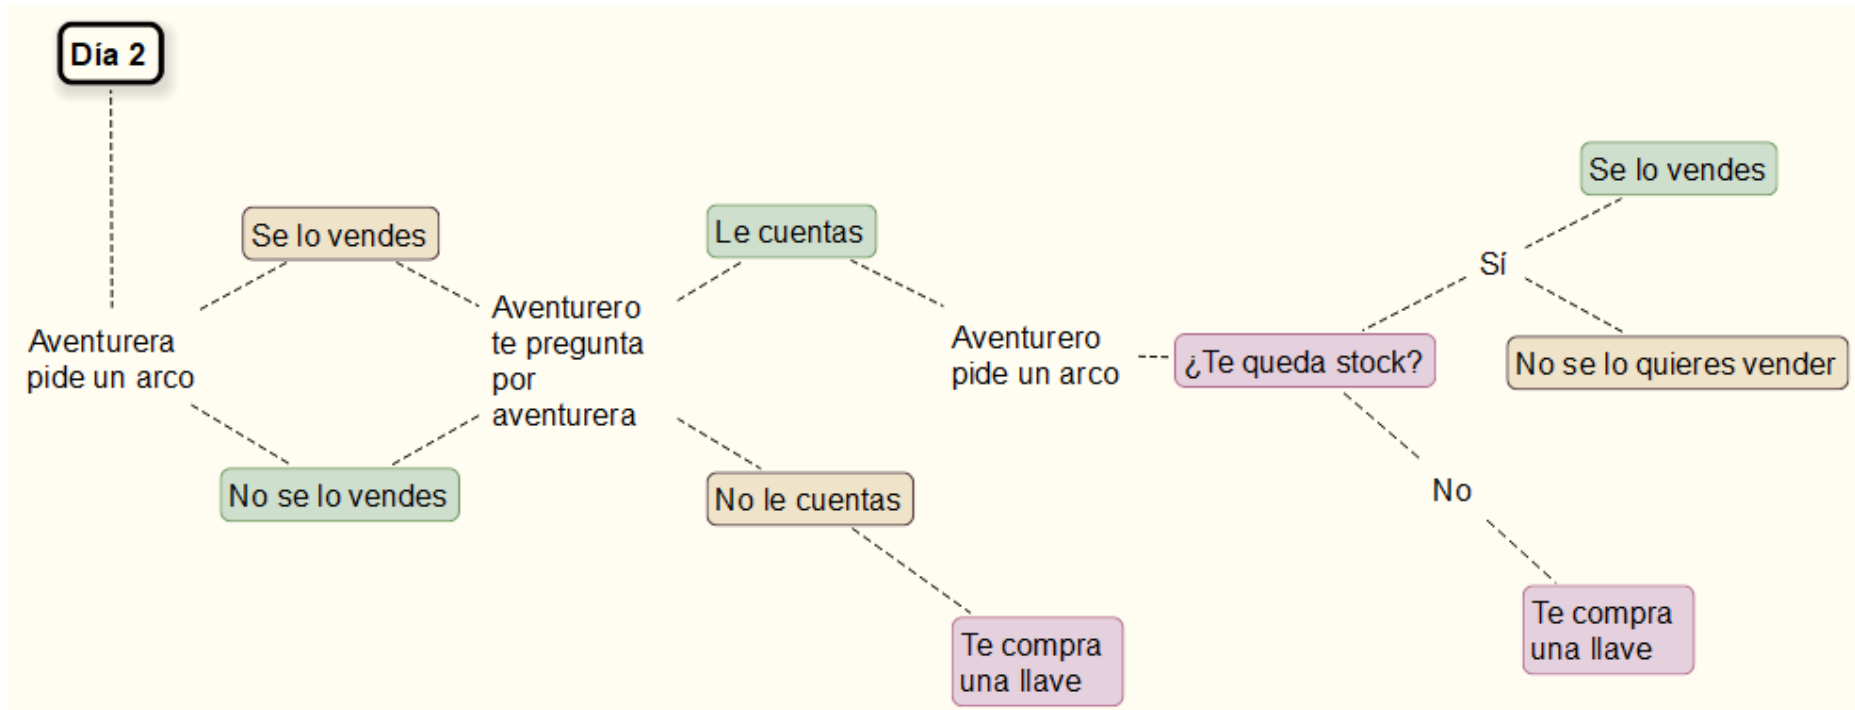 Día 2
Aventurera
pide un arco
Se lo vendes
No se lo vendes
Aventurero
te pregunta
por
aventurera
Le cuentas
No le cuentas
Te compra
una llave
Aventurero
pide un arco
¿Te queda stock?
Sí
Se lo vendes
No se lo quieres vender
No
Te compra
una llave